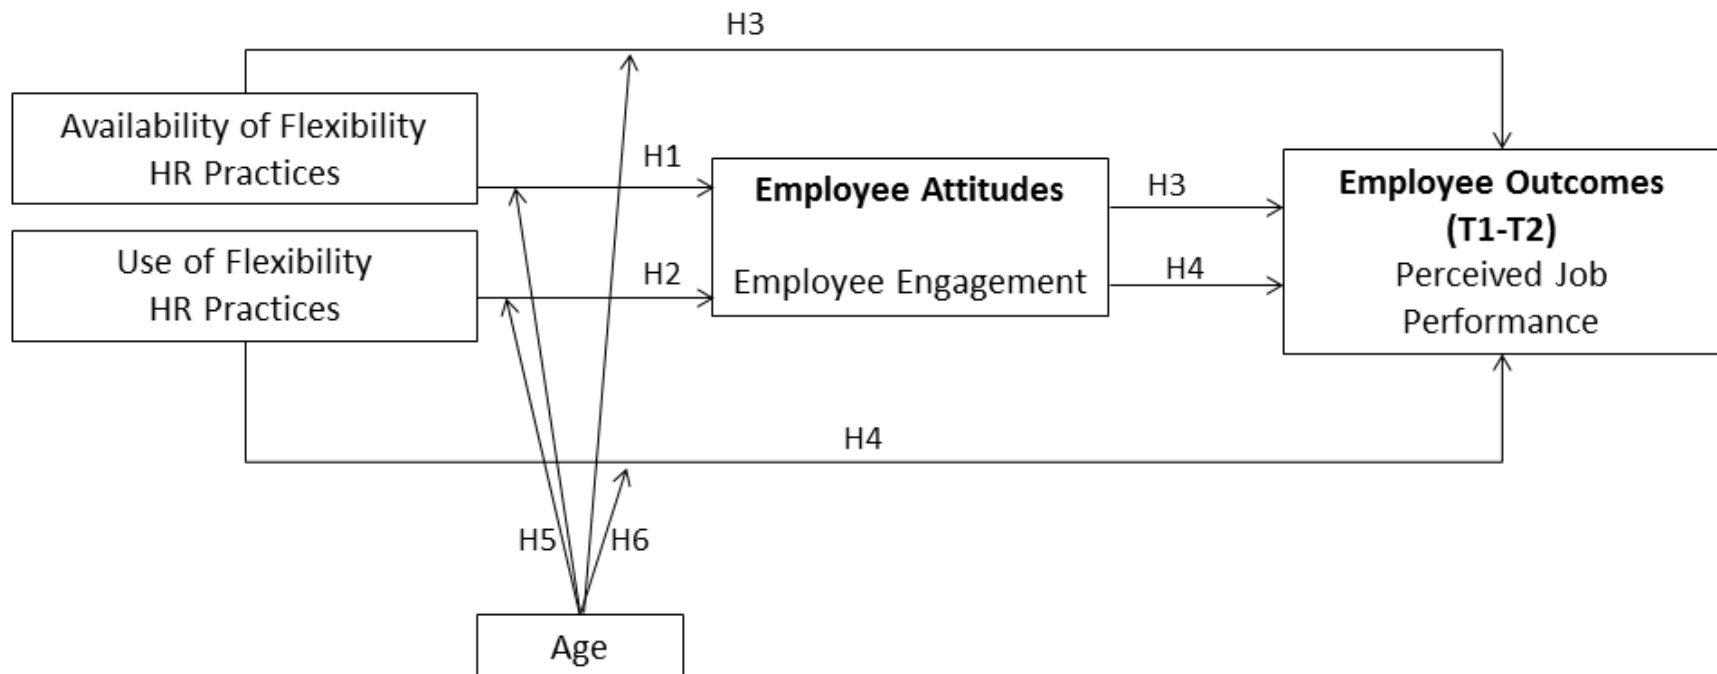 H3
Availability of Flexibility
HR Practices
H1
Use of Flexibility
HR Practices
H2
Employee Attitudes
Employee Engagement
H3
H4
Employee Outcomes
(T1-T2)
Perceived Job
Performance
H4
H5
H6
Age